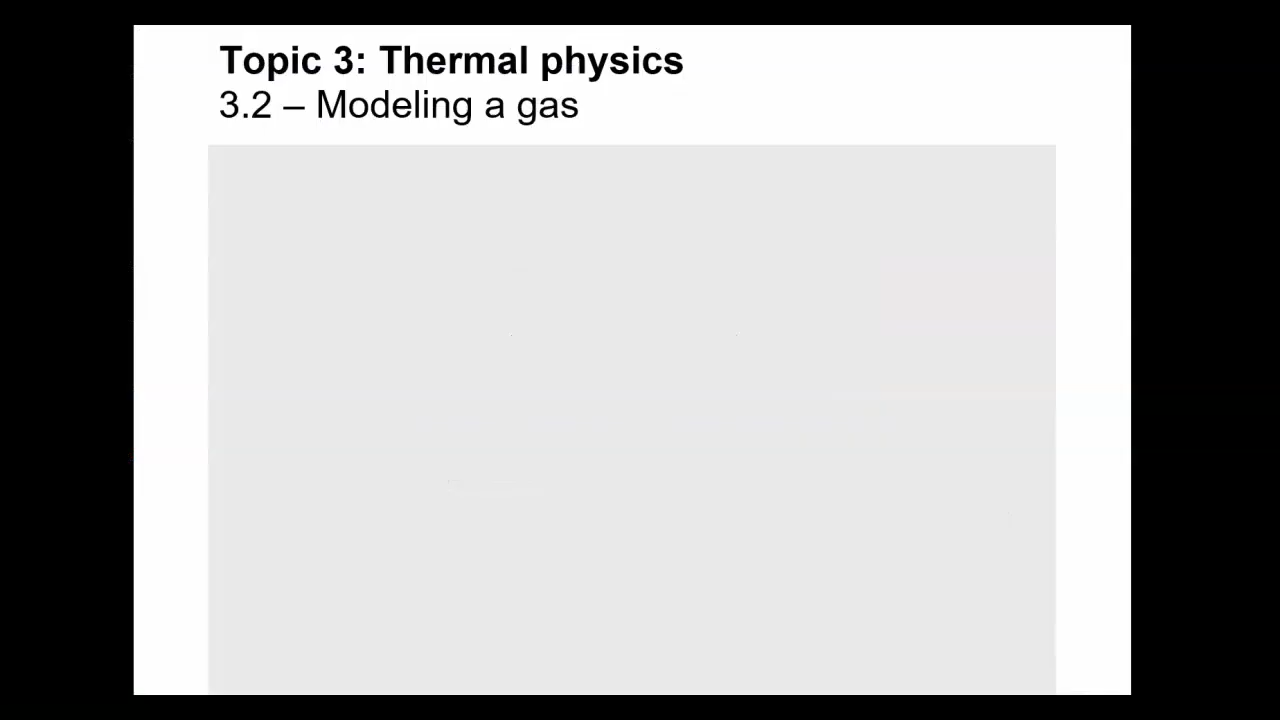 Topic 3: Thermal physics
3.2 – Modeling a gas